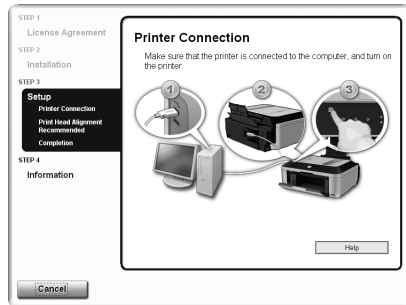 STEP 1
License Agreement
STEP 2
Installation
STEP 3
Setup
Printer Connection
Print Head Alignment
Recommended
Completion
STEP 4
Information
Printer Connection
Make sure that the printer is connected to the computer, and turn on
the printer.
1
2
3
Help
Cancel